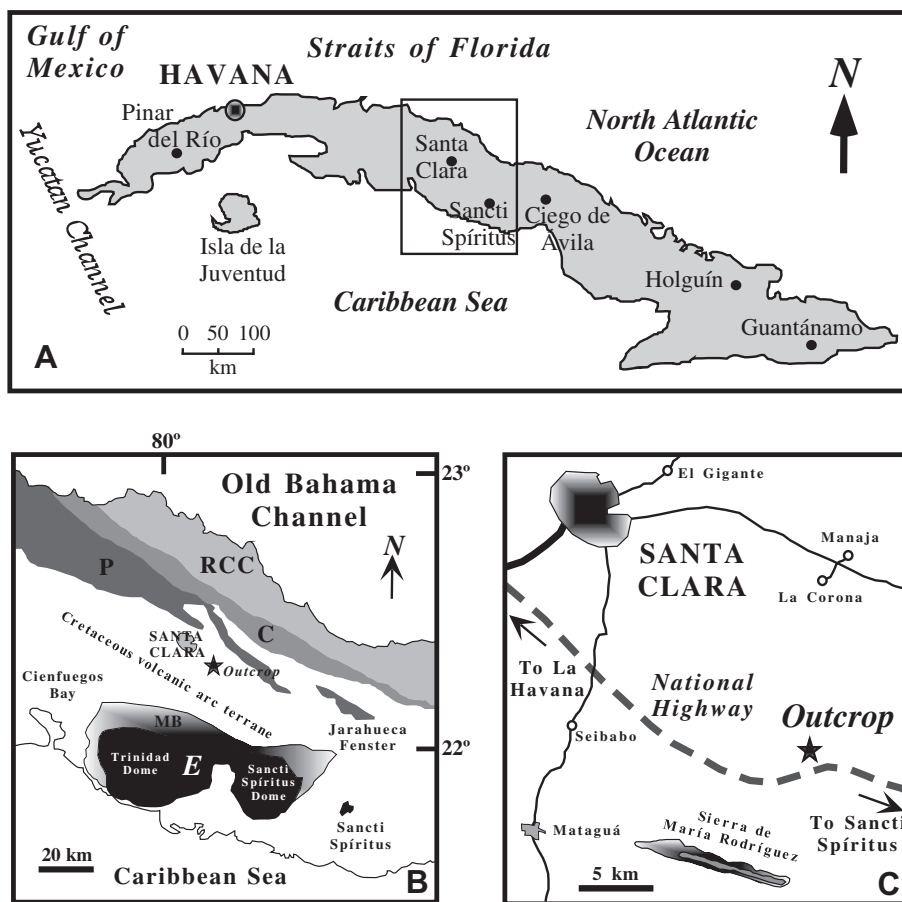 Gulf of
Mexico
Straits of Florida
HAVANA
N
Pinar
del Río
North Atlantic
Ocean
Santa
Clara
Yucatan Channel
Sancti
Spíritus
Ciego de
Ávila
Isla de la
Juventud
Holguín
Caribbean Sea
Guantánamo
0 50 100
km
A
80º
23º
Old Bahama
Channel
N
P
RCC
C
SANTA
CLARA
Outcrop
Cretaceous volcanic arc terrane
Cienfuegos
Bay
MB
Jarahueca
Fenster
22º
Trinidad
Dome
E
Sancti
Spíritus
Dome
Sancti
Spíritus
20 km
Caribbean Sea
B
El Gigante
SANTA
CLARA
Manaja
La Corona
To La
Havana
National
Highway
Outcrop
Seibabo
Mataguá
Sierra de
María Rodríguez
To Sancti
Spíritus
5 km
C